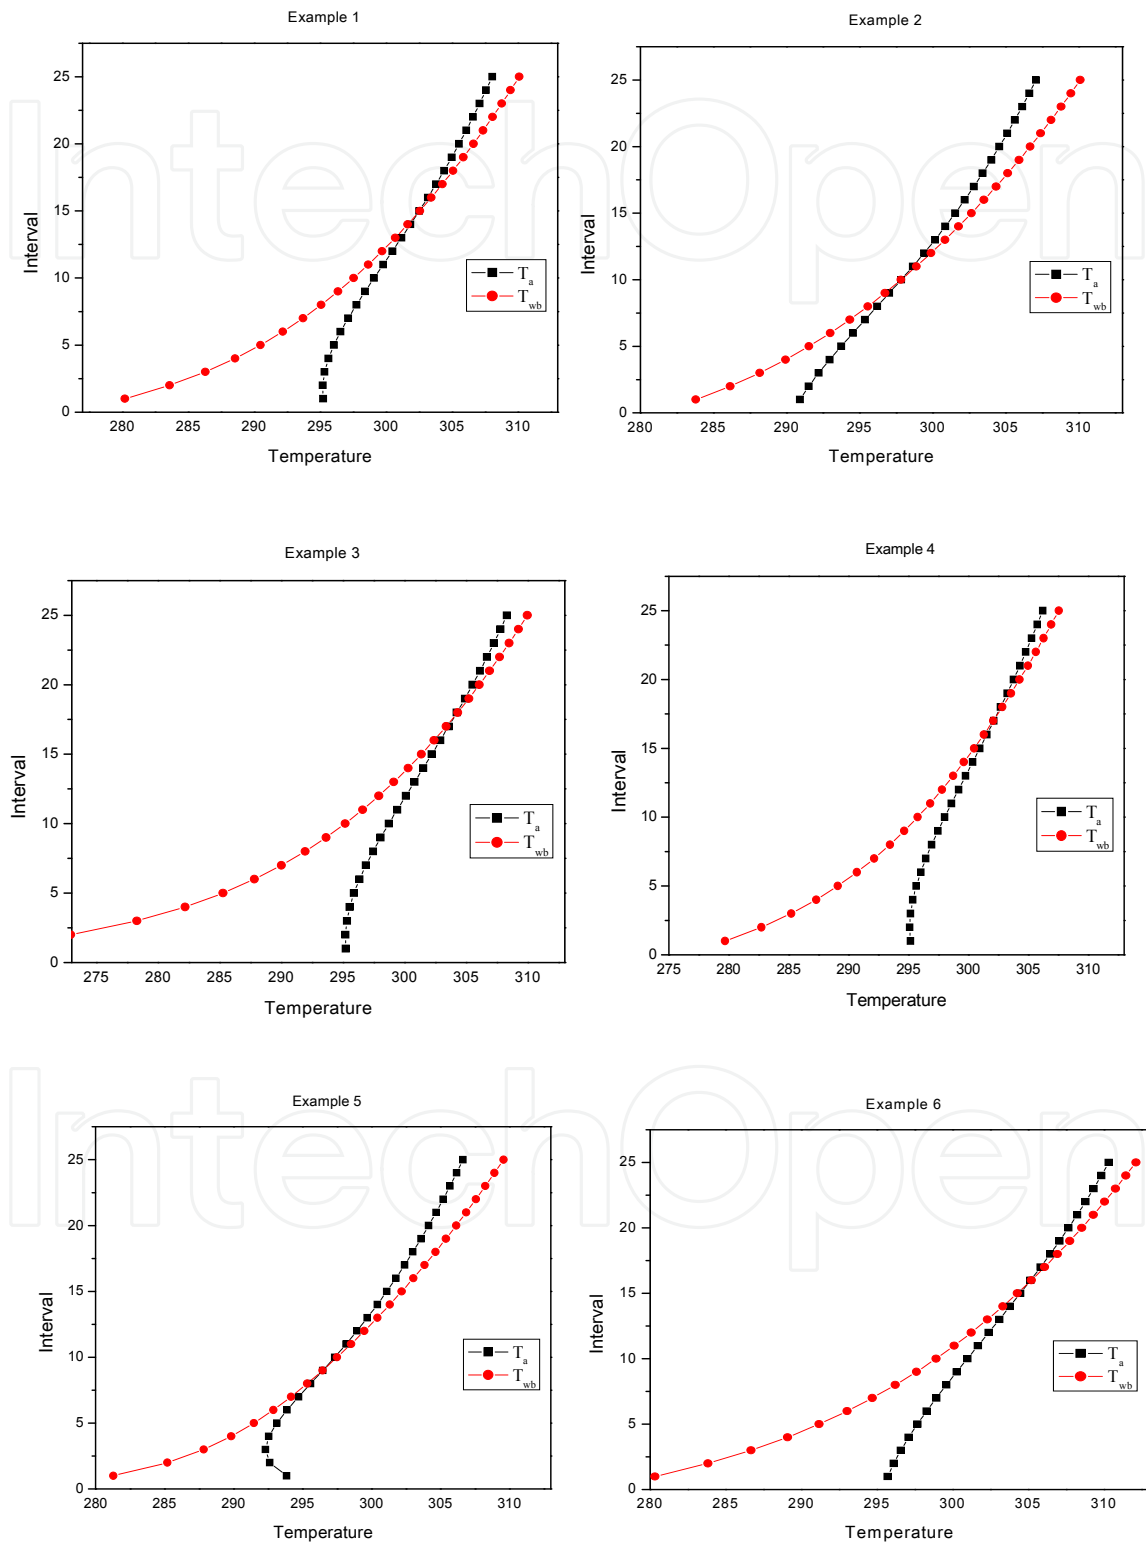 Example 1
25
20
15
10
5
0
280 285 290 295 300 305 310
Interval
Temperature
Ta
Twb
Example 2
25
20
15
10
5
0
280 285 290 295 300 305 310
Interval
Temperature
Ta
Twb
Example 3
25
20
15
10
5
0
275 280 285 290 295 300 305 310
Interval
Temperature
Ta
Twb
Example 4
25
20
15
10
5
0
275 280 285 290 295 300 305 310
Interval
Temperature
Ta
Twb
Example 5
25
20
15
10
5
0
280 285 290 295 300 305 310
Interval
Temperature
Ta
Twb
Example 6
25
20
15
10
5
0
280 285 290 295 300 305 310
Interval
Temperature
Ta
Twb
IntechOpen
IntechOpen